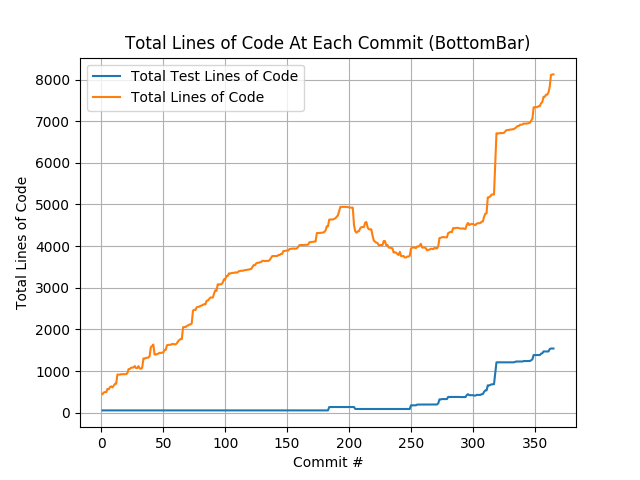 Total Lines of Code At Each Commit (BottomBar)
Total Test Lines of Code
Total Lines of Code
Total Lines of Code
8000
7000
6000
5000
4000
3000
2000
1000
0
0 50 100 150 200 250 300 350
Commit #